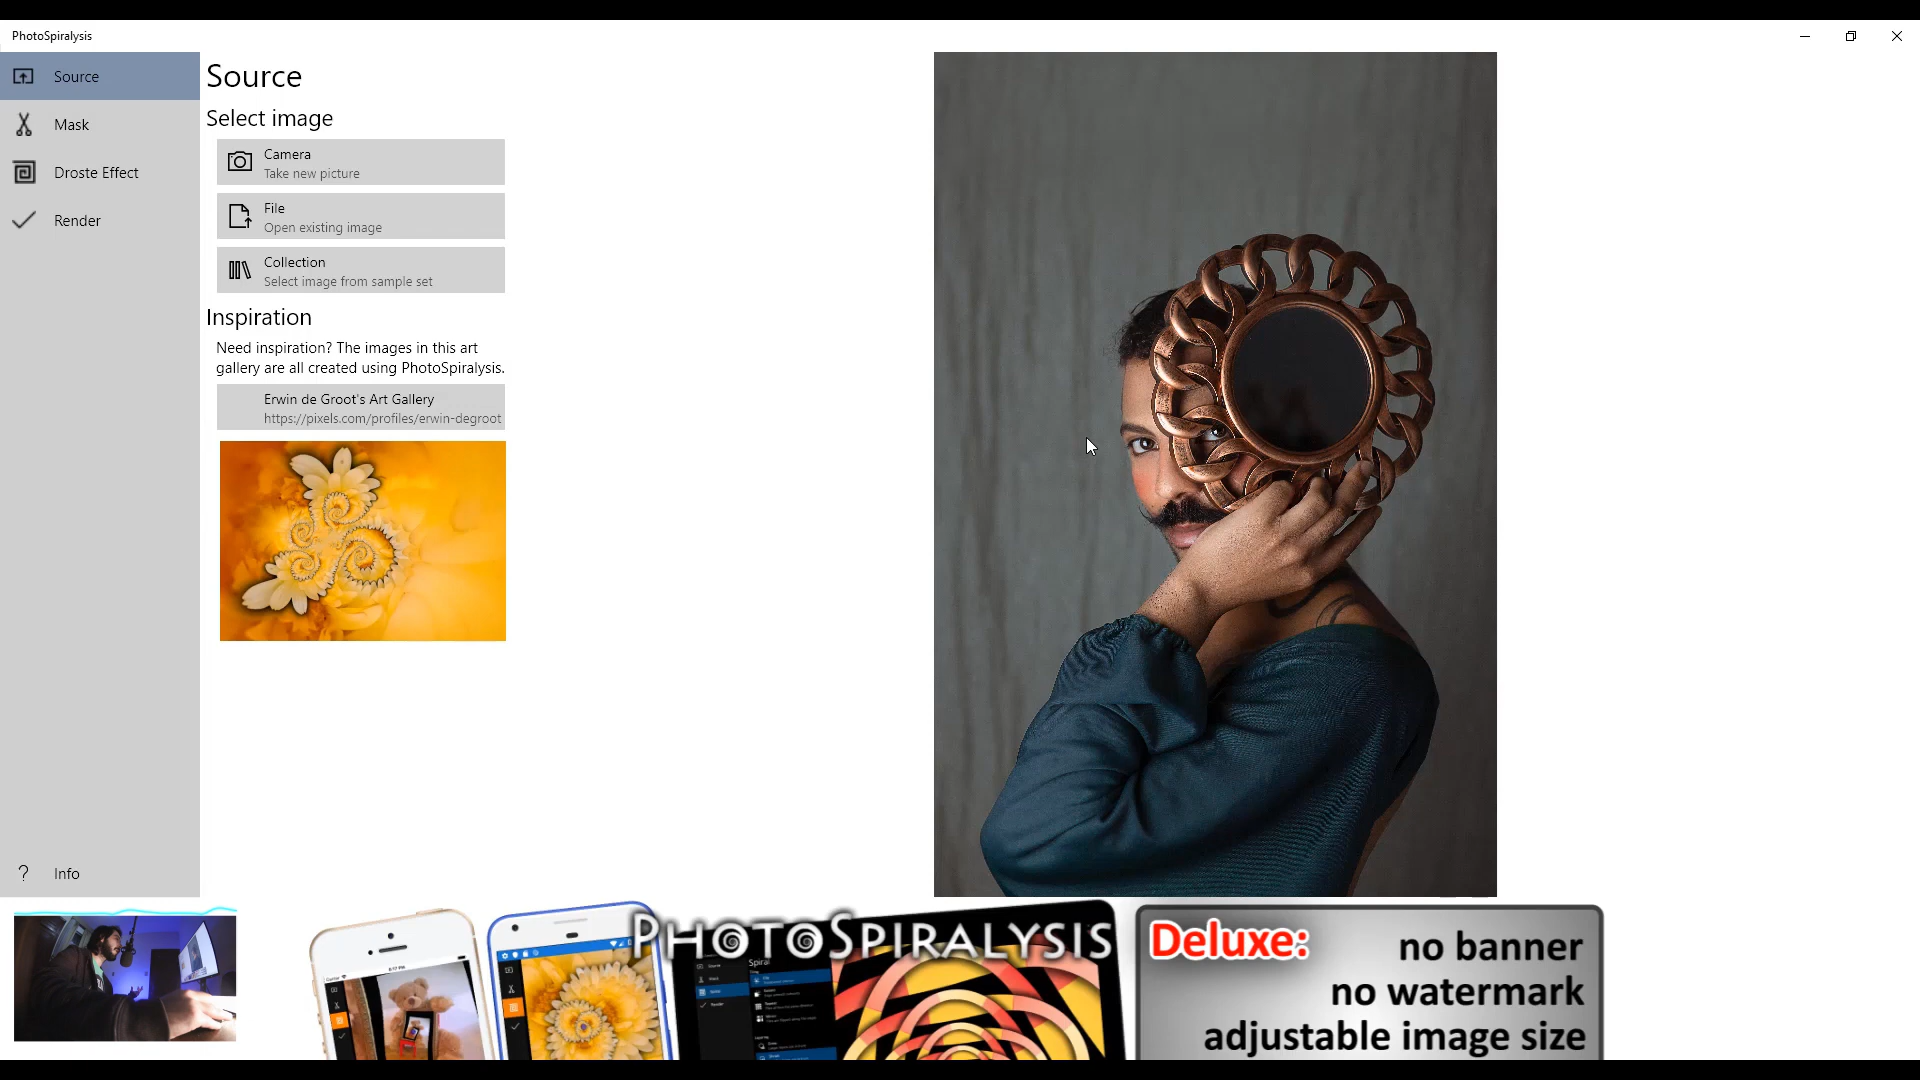 PhotoSpiralysis
Source
Mask
Droste Effect
Render
? Info
Source
Select image
Camera
Take new picture
File
Open existing image
Collection
Select image from sample set
Inspiration
Need inspiration? The images in this art
gallery are all created using PhotoSpiralysis.
Erwin de Groot's Art Gallery
https://pixels.com/profiles/erwin-degroot
PHOTOSPIRALYSIS
Spiral
Deluxe: no banner
no watermark
adjustable image size